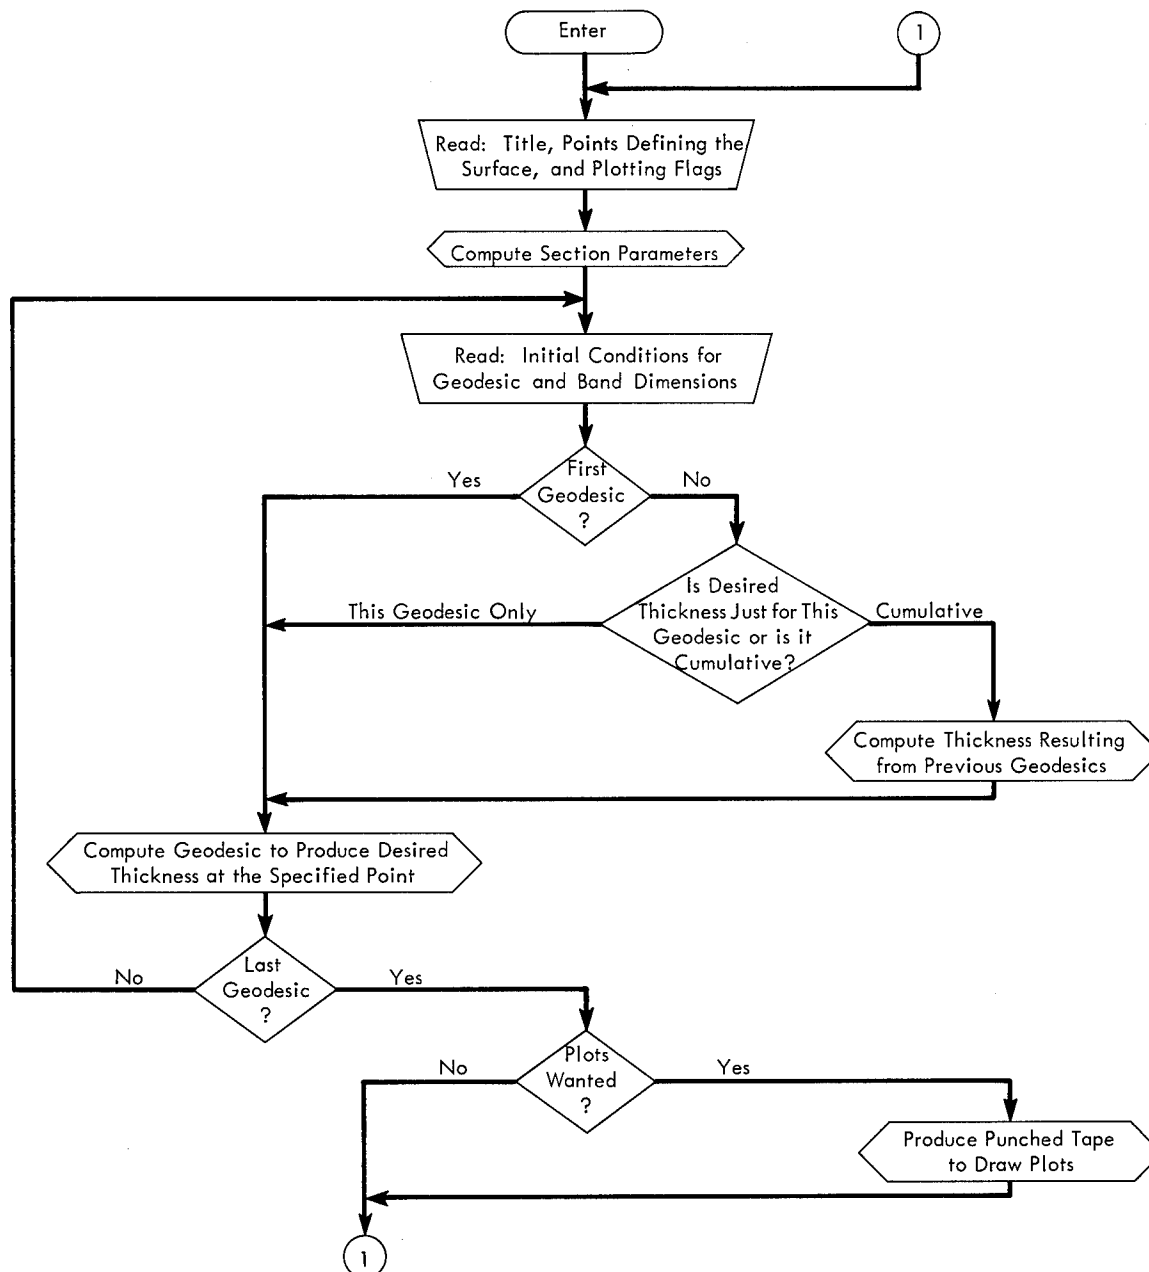 Enter
1
Read: Title, Points Defining the
Surface, and Plotting Flags
Compute Section Parameters
Read: Initial Conditions for
Geodesic and Band Dimensions
First
Geodesic
?
Yes
No
Is Desired
Thickness Just for This
Geodesic or is it
Cumulative?
This Geodesic Only
Cumulative
Compute Thickness Resulting
from Previous Geodesics
Compute Geodesic to Produce Desired
Thickness at the Specified Point
Last
Geodesic
?
No
Yes
Plots
Wanted
?
No
Yes
Produce Punched Tape
to Draw Plots
1